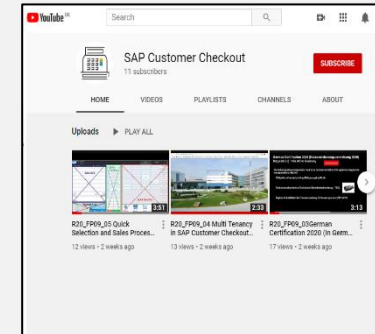 YouTube
Search
SAP Customer Checkout
11 subscribers
SUBSCRIBE
HOME VIDEOS PLAYLISTS CHANNELS ABOUT
Uploads PLAY ALL
3:51
2:33
3:13
R20_FP09_05 Quick
Selection and Sales Proces...
12 views • 2 weeks ago
R20_FP09_04 Multi Tenancy
in SAP Customer Checkout...
13 views • 2 weeks ago
R20_FP09_03German
Certification 2020 (in Germ...
17 views • 2 weeks ago